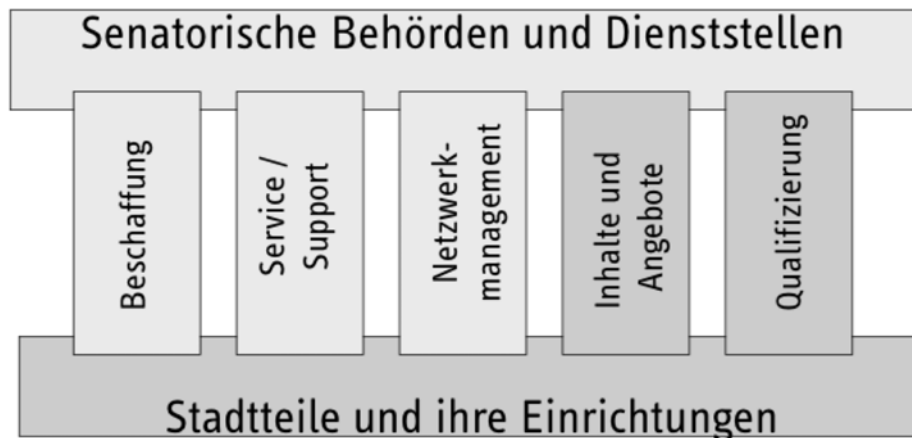 Senatorische Behörden und Dienststellen
Beschaffung
Service /
Support
Netzwerk-
management
Inhalte und
Angebote
Qualifizierung
Stadtteile und ihre Einrichtungen